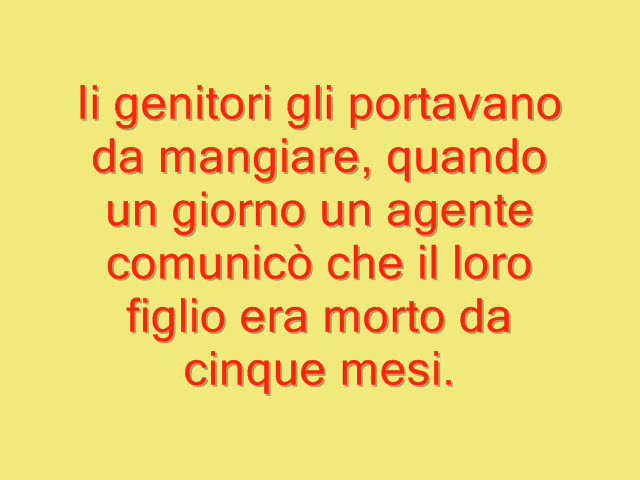 Ii genitori gli portavano
da mangiare, quando
un giorno un agente
comunicò che il loro
figlio era morto da
cinque mesi.